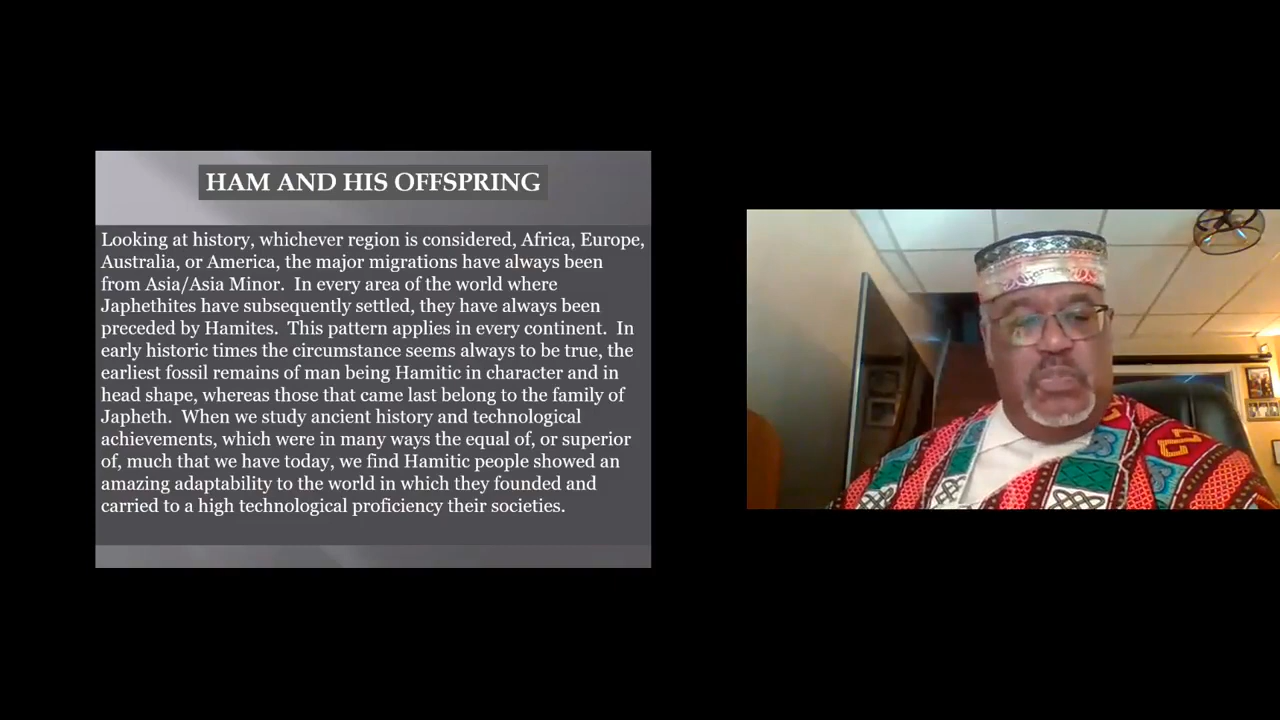 HAM AND HIS OFFSPRING
Looking at history, whichever region is considered, Africa, Europe,
Australia, or America, the major migrations have always been
from Asia/Asia Minor.  In every area of the world where
Japhethites have subsequently settled, they have always been
preceded by Hamites.  This pattern applies in every continent.  In
early historic times the circumstance seems always to be true, the
earliest fossil remains of man being Hamitic in character and in
head shape, whereas those that came last belong to the family of
Japheth.  When we study ancient history and technological
achievements, which were in many ways the equal of, or superior
of, much that we have today, we find Hamitic people showed an
amazing adaptability to the world in which they founded and
carried to a high technological proficiency their societies.